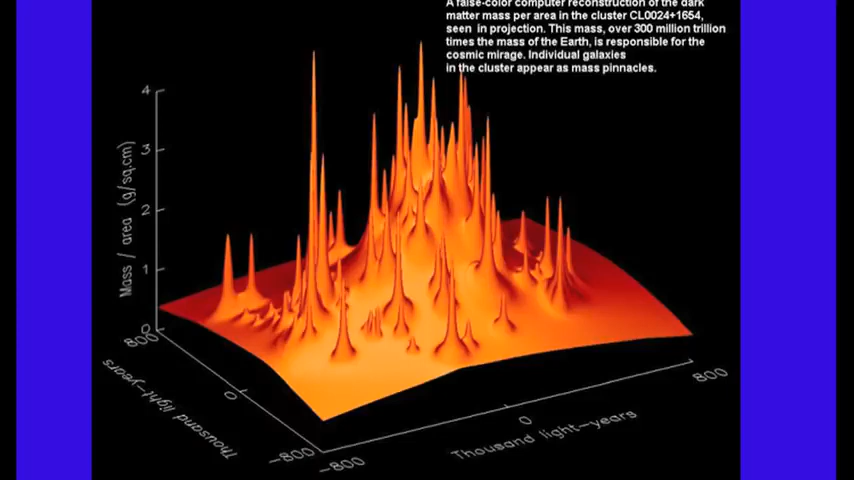 A false-color computer reconstruction of the dark
matter mass per area in the cluster CL0024+1654,
seen in projection. This mass, over 300 million trillion
times the mass of the Earth, is responsible for the
cosmic mirage. Individual galaxies
in the cluster appear as mass pinnacles.
4
3
2
1
0
Mass / area (g/sq.cm)
800
0
-800
Thousand light-years
-800
0
800
Thousand light-years